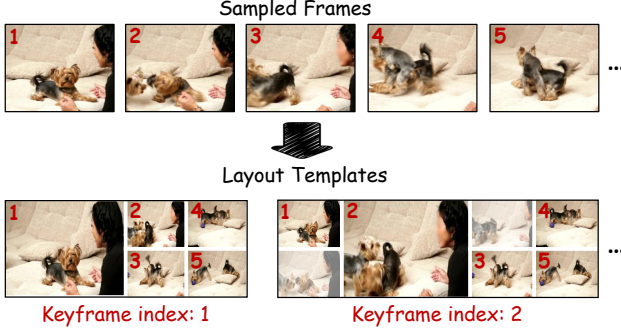 Sampled Frames
1 2 3 4 5 ...
Layout Templates
1 2 4 1 2 4 ...
3 5 3 5
Keyframe index: 1 Keyframe index: 2